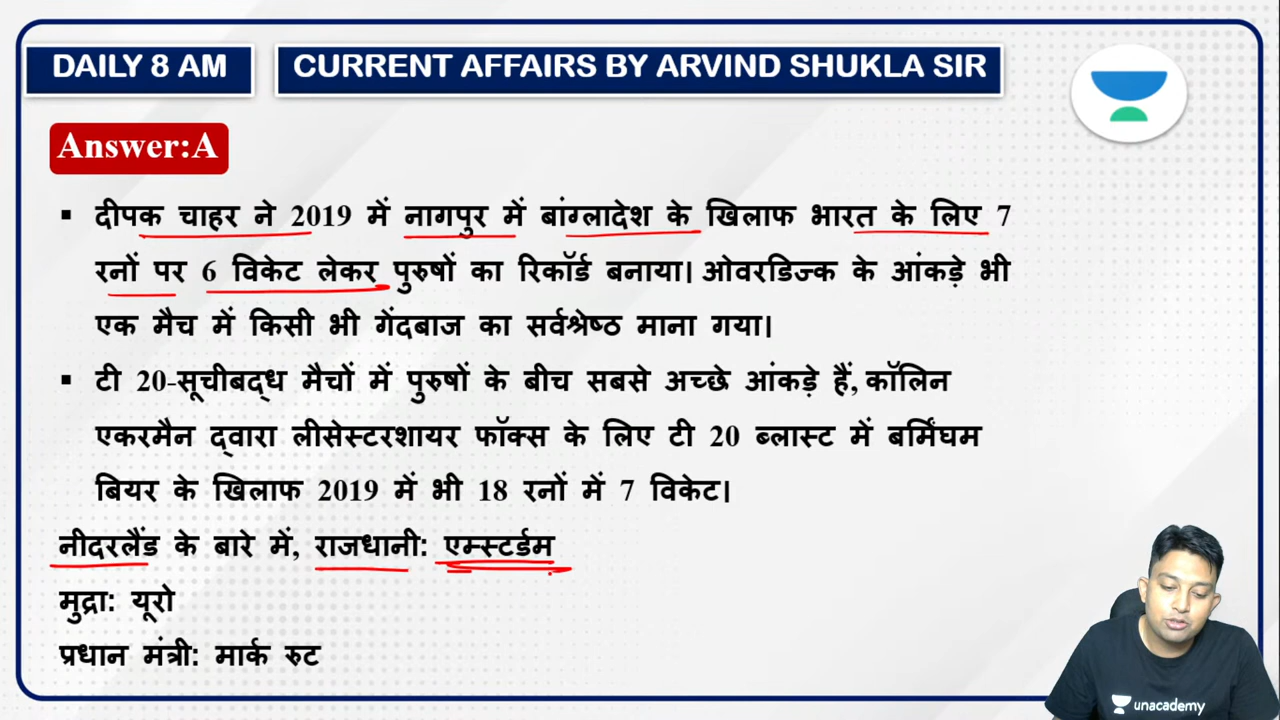 DAILY 8 AM
CURRENT AFFAIRS BY ARVIND SHUKLA SIR
Answer:A
▪ दीपक चाहर ने 2019 में नागपुर में बांग्लादेश के खिलाफ भारत के लिए 7
रनों पर 6 विकेट लेकर पुरुषों का रिकॉर्ड बनाया। ओवरडिज्क के आंकड़े भी
एक मैच में किसी भी गेंदबाज का सर्वश्रेष्ठ माना गया।
▪ टी 20-सूचीबद्ध मैचों में पुरुषों के बीच सबसे अच्छे आंकड़े हैं, कॉलिन
एकरमैन द्वारा लीसेस्टरशायर फॉक्स के लिए टी 20 ब्लास्ट में बर्मिंघम
बियर के खिलाफ 2019 में भी 18 रनों में 7 विकेट।
नीदरलैंड के बारे में, राजधानी: एम्स्टर्डम
मुद्रा: यूरो
प्रधान मंत्री: मार्क रुट
unacademy